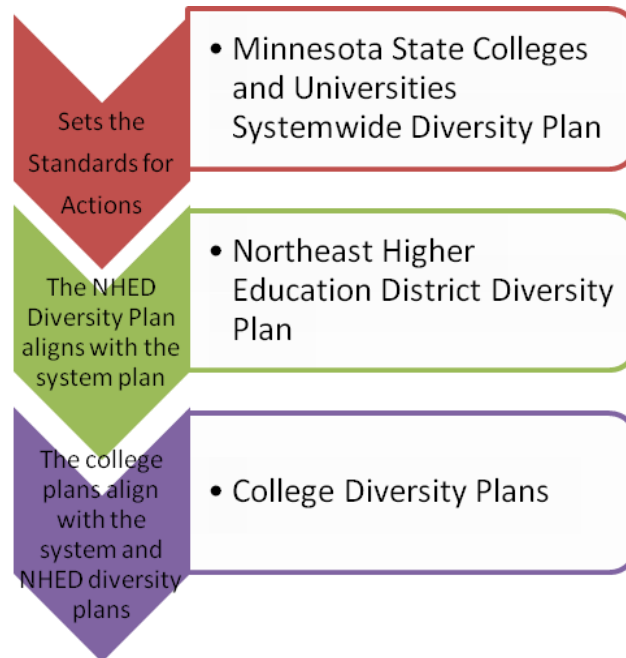 Sets the
Standards for
Actions
• Minnesota State Colleges
and Universities
Systemwide Diversity Plan
The NHED
Diversity Plan
aligns with the
system plan
• Northeast Higher
Education District Diversity
Plan
The college
plans align
with the
system and
NHED diversity
plans
• College Diversity Plans